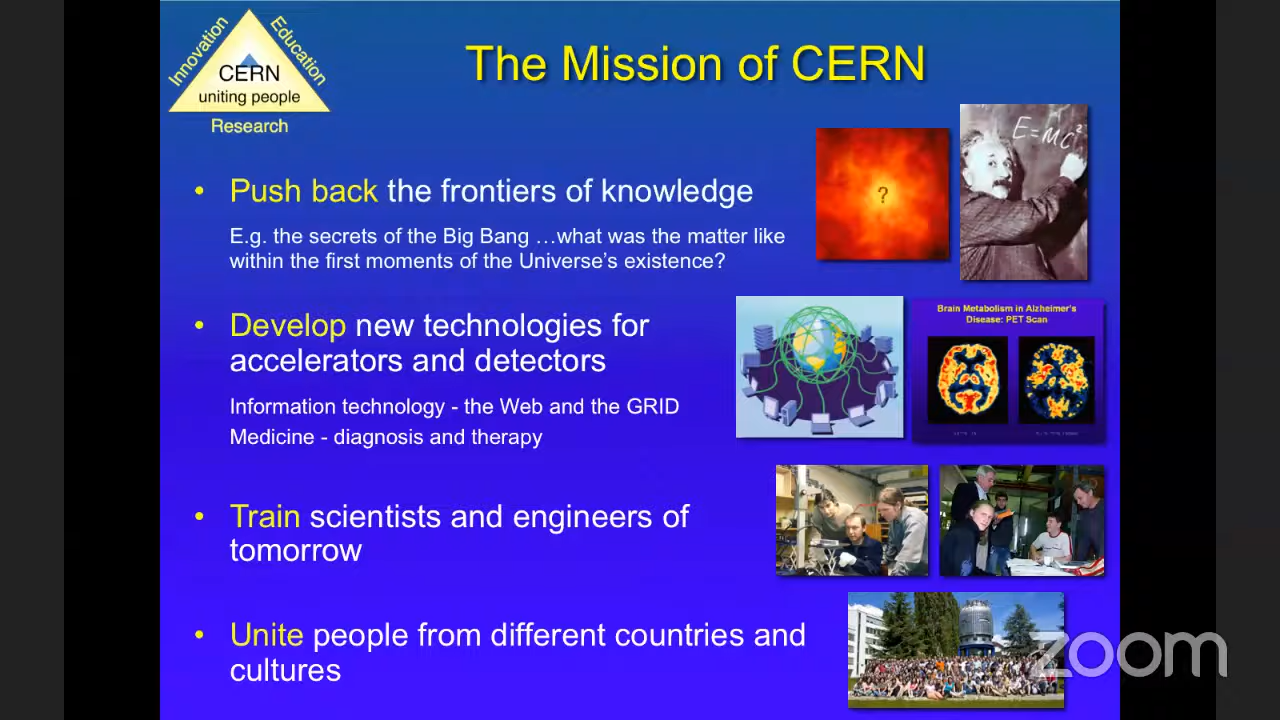 Innovation
Education
CERN
uniting people
Research
The Mission of CERN
E=mc²
?
• Push back the frontiers of knowledge
E.g. the secrets of the Big Bang …what was the matter like
within the first moments of the Universe’s existence?
Brain Metabolism in Alzheimer's
Disease: PET Scan
• Develop new technologies for
accelerators and detectors
Information technology - the Web and the GRID
Medicine - diagnosis and therapy
• Train scientists and engineers of
tomorrow
• Unite people from different countries and
cultures
zoom